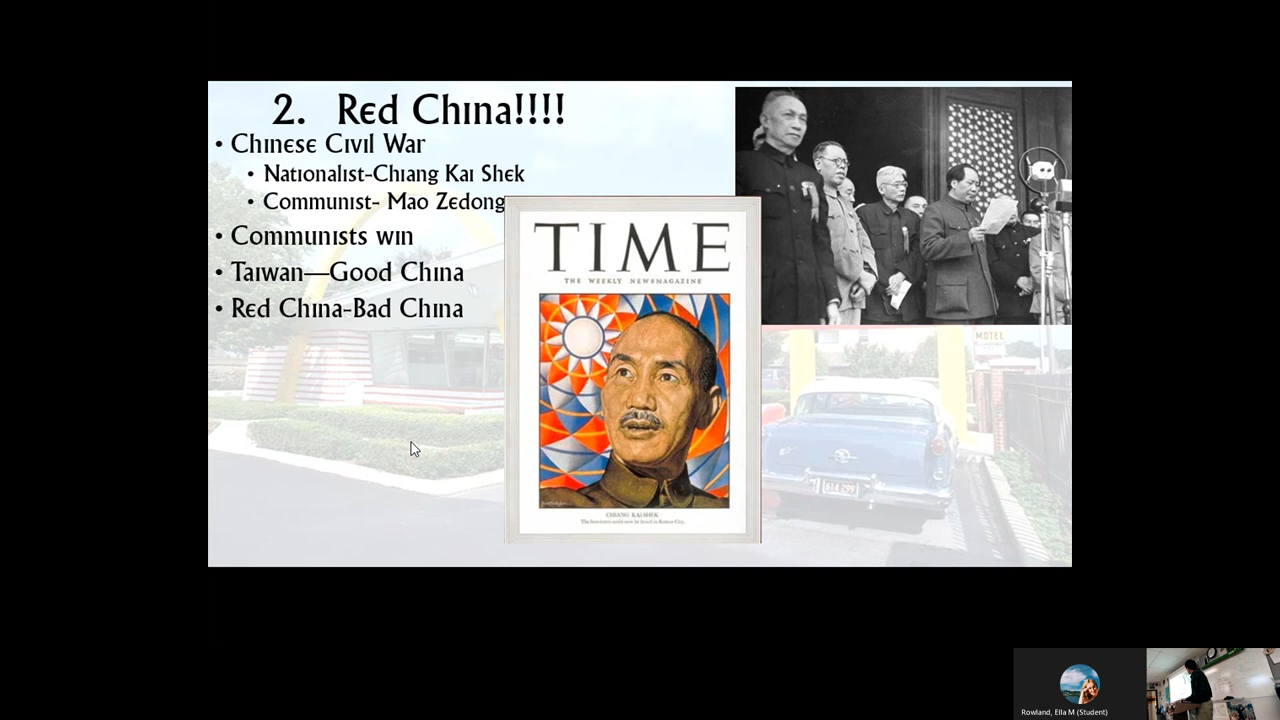 2. Red China!!!!
• Chinese Civil War
• Nationalist-Chiang Kai Shek
• Communist- Mao Zedong
• Communists win
• Taiwan—Good China
• Red China-Bad China
TIME
THE WEEKLY NEWSMAGAZINE
CHIANG KAI-SHEK
MOTEL
Rowland, Ella M (Student)